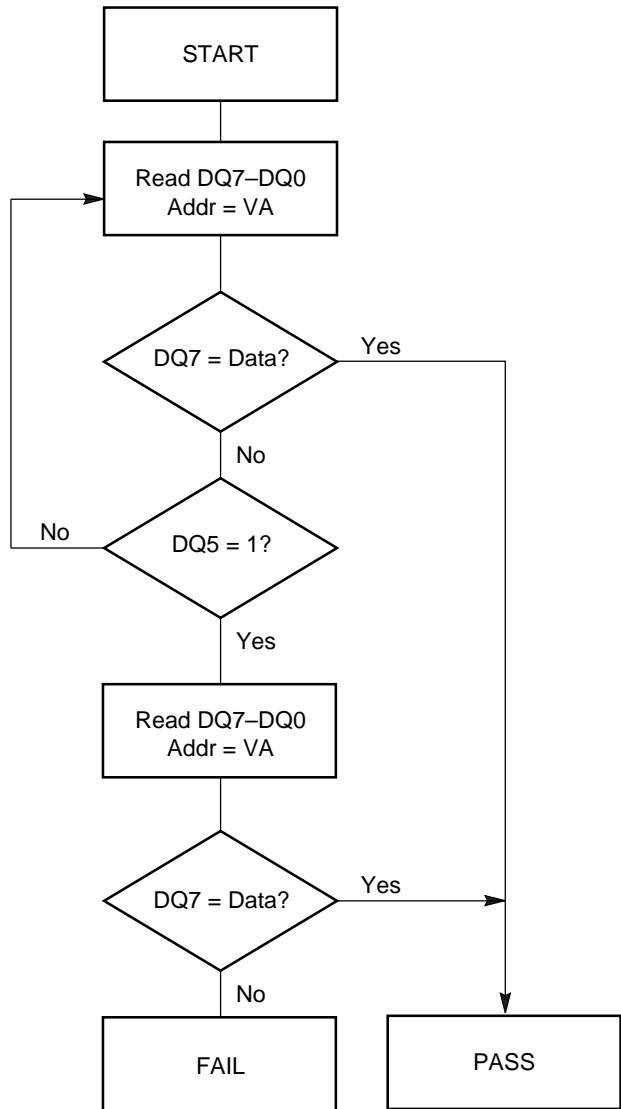 START
Read DQ7–DQ0
Addr = VA
DQ7 = Data?
Yes
No
No
DQ5 = 1?
Yes
Read DQ7–DQ0
Addr = VA
DQ7 = Data?
Yes
No
FAIL
PASS